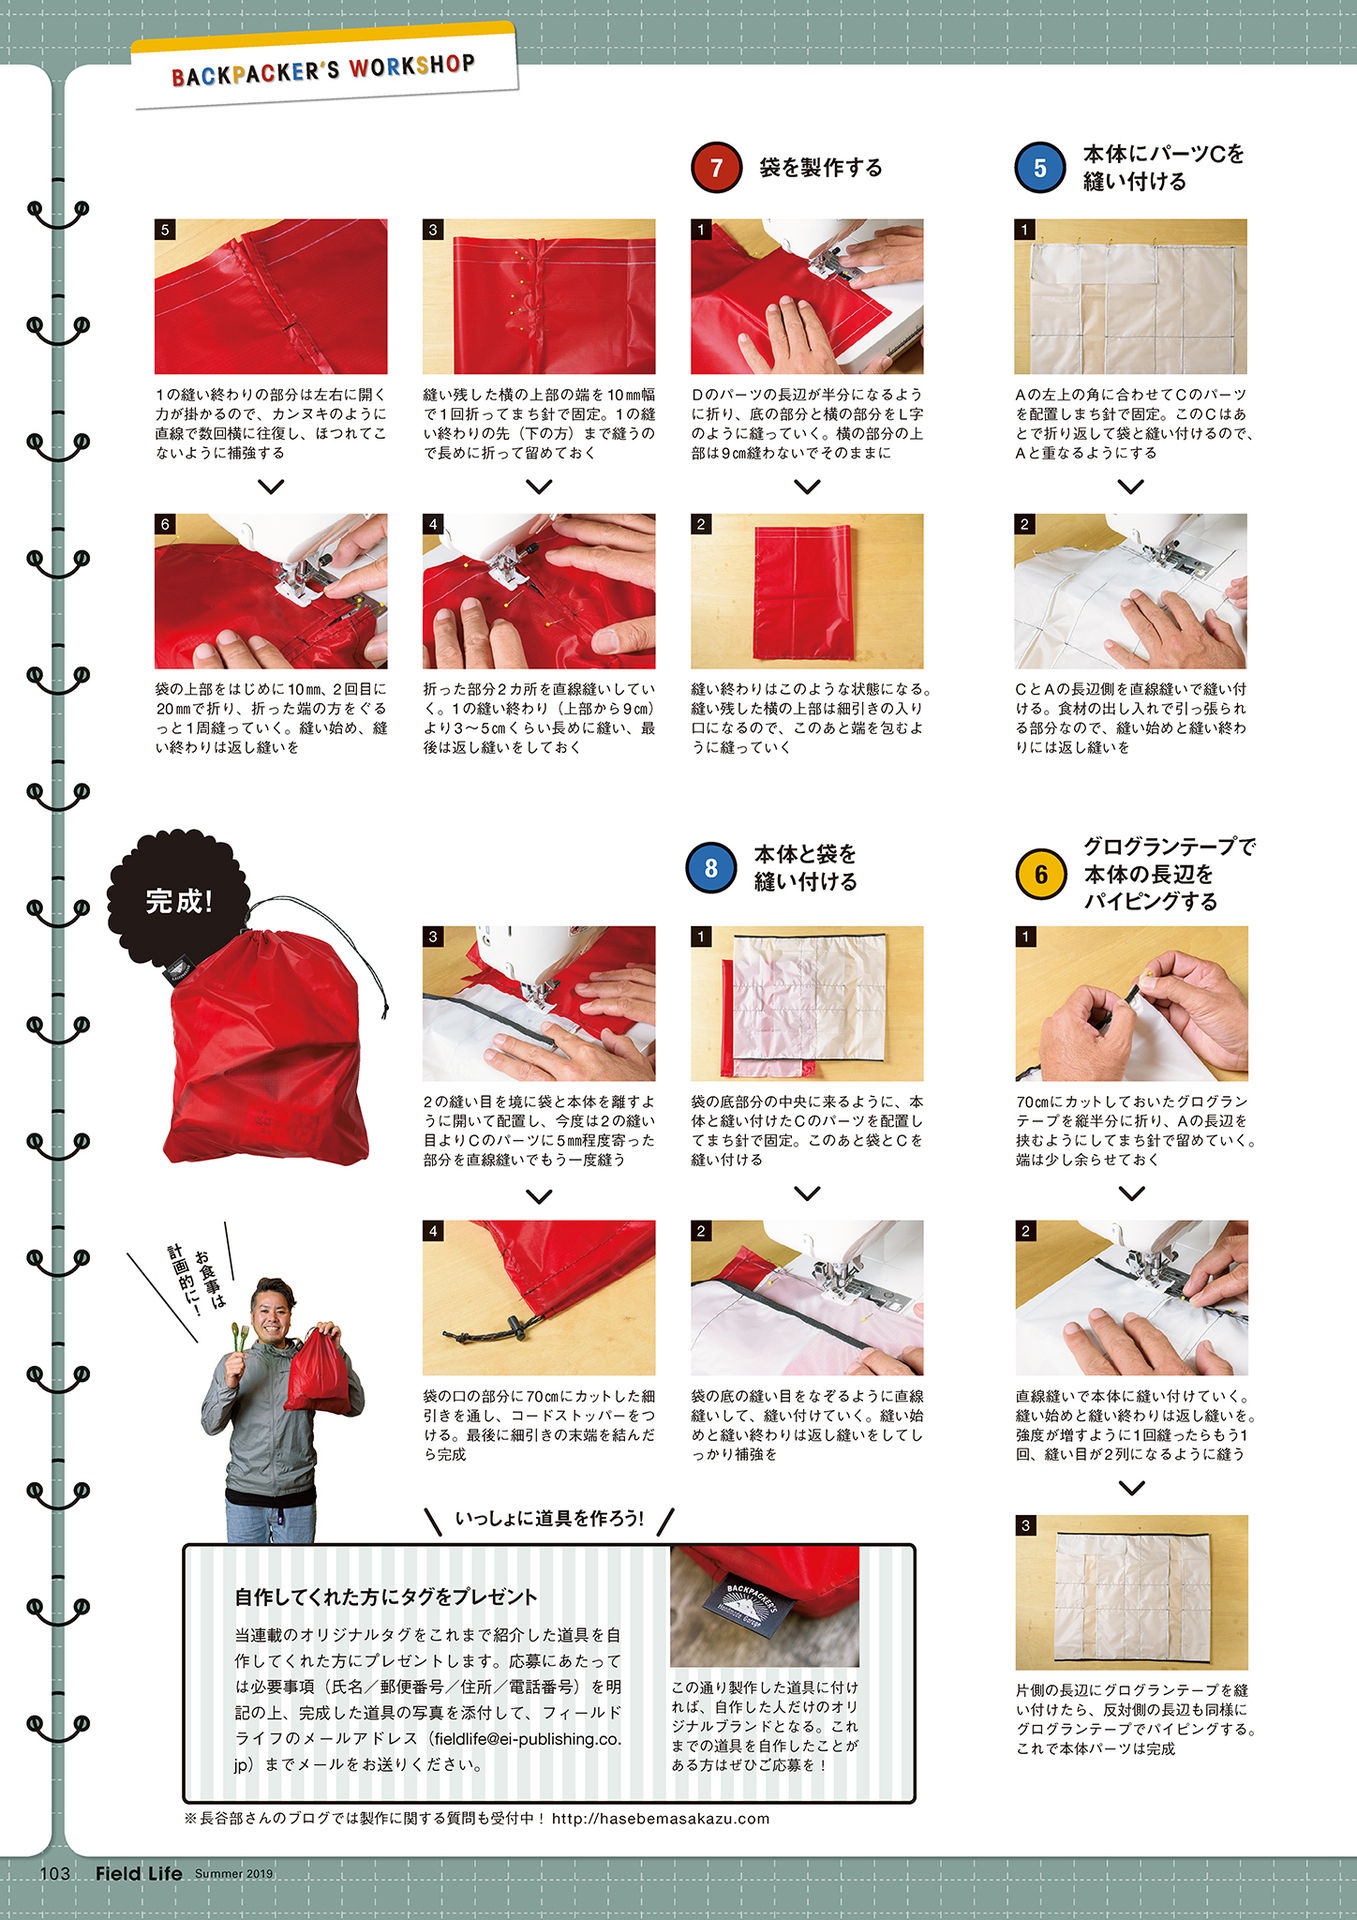 BACKPACKER'S WORKSHOP
5
本体にパーツCを
縫い付ける
1
Aの左上の角に合わせてCのパーツ
を配置しまち針で固定。このCはあ
とで折り返して袋と縫い付けるので、
Aと重なるようにする
2
CとAの長辺側を直線縫いで縫い付
ける。食材の出し入れで引っ張られ
る部分なので、縫い始めと縫い終わ
りには返し縫いを
6
グログランテープで
本体の長辺を
パイピングする
1
70cmにカットしておいたグログラン
テープを縦半分に折り、Aの長辺を
挟むようにしてまち針で留めていく。
端は少し余らせておく
2
直線縫いで本体に縫い付けていく。
縫い始めと縫い終わりは返し縫いを。
強度が増すように1回縫ったらもう1
回、縫い目が2列になるように縫う
3
片側の長辺にグログランテープを縫
い付けたら、反対側の長辺も同様に
グログランテープでパイピングする。
これで本体パーツは完成
7
袋を製作する
1
Dのパーツの長辺が半分になるよう
に折り、底の部分と横の部分をL字
のように縫っていく。横の部分の上
部は9cm縫わないでそのままに
2
縫い終わりはこのような状態になる。
縫い残した横の上部は細引きの入り
口になるので、このあと端を包むよ
うに縫っていく
3
縫い残した横の上部の端を10mm幅
で1回折ってまち針で固定。1の縫
い終わりの先（下の方）まで縫うの
で長めに折って留めておく
4
折った部分2カ所を直線縫いしてい
く。1の縫い終わり（上部から9cm）
より3〜5cmくらい長めに縫い、最
後は返し縫いをしておく
5
1の縫い終わりの部分は左右に開く
力が掛かるので、カンヌキのように
直線で数回横に往復し、ほつれてこ
ないように補強する
6
袋の上部をはじめに10mm、2回目に
20mmで折り、折った端の方をぐる
っと1周縫っていく。縫い始め、縫
い終わりは返し縫いを
8
本体と袋を
縫い付ける
1
袋の底部分の中央に来るように、本
体と縫い付けたCのパーツを配置し
てまち針で固定。このあと袋とCを
縫い付ける
2
袋の底の縫い目をなぞるように直線
縫いして、縫い付けていく。縫い始
めと縫い終わりは返し縫いをしてし
っかり補強を
3
2の縫い目を境に袋と本体を離すよ
うに開いて配置し、今度は2の縫い
目よりCのパーツに5mm程度寄った
部分を直線縫いでもう一度縫う
4
袋の口の部分に70cmにカットした細
引きを通し、コードストッパーをつ
ける。最後に細引きの末端を結んだ
ら完成
完成!
お食事は
計画的に!
いっしょに道具を作ろう!
自作してくれた方にタグをプレゼント
当連載のオリジナルタグをこれまで紹介した道具を自
作してくれた方にプレゼントします。応募にあたって
は必要事項（氏名／郵便番号／住所／電話番号）を明
記の上、完成した道具の写真を添付して、フィールド
ライフのメールアドレス（fieldlife@ei-publishing.co.
jp）までメールをお送りください。
BACKPACKER'S
Handmade Garage
この通り製作した道具に付け
れば、自作した人だけのオリ
ジナルブランドとなる。これ
までの道具を自作したことが
ある方はぜひご応募を！
※長谷部さんのブログでは製作に関する質問も受付中！http://hasebemasakazu.com
103 Field Life Summer 2019